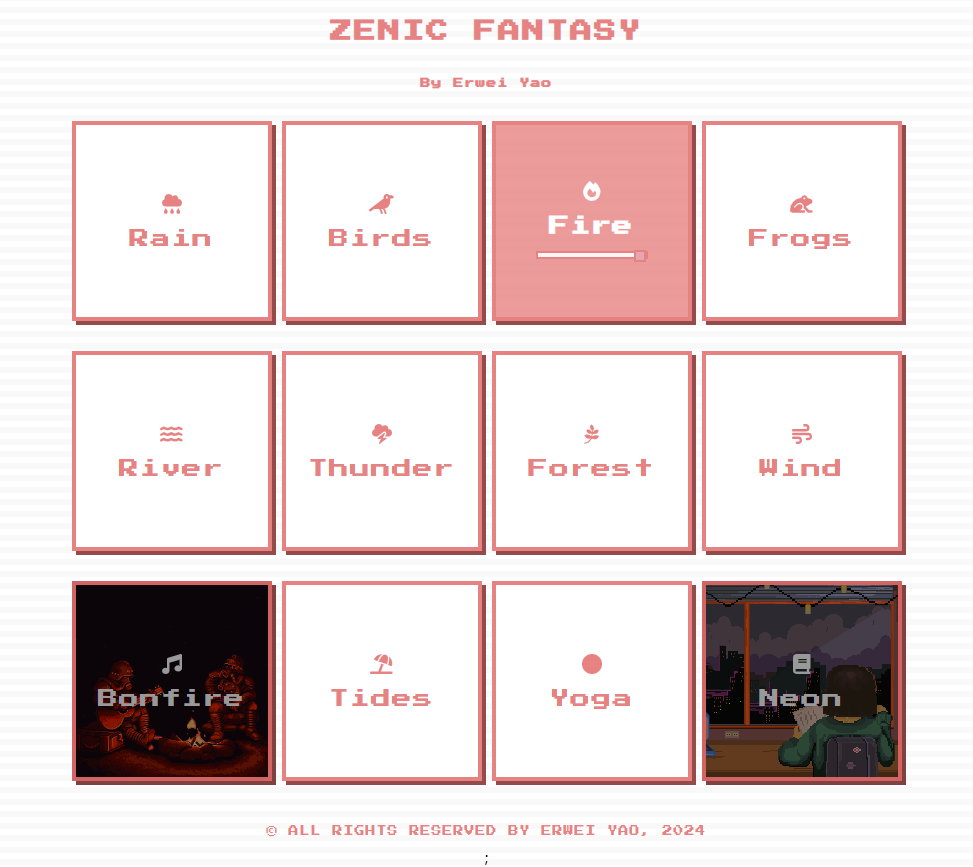 ZENIC FANTASY
By Erwei Yao
Rain
Birds
Fire
Frogs
River
Thunder
Forest
Wind
Bonfire
Tides
Yoga
Neon
© ALL RIGHTS RESERVED BY ERWEI YAO, 2024
;